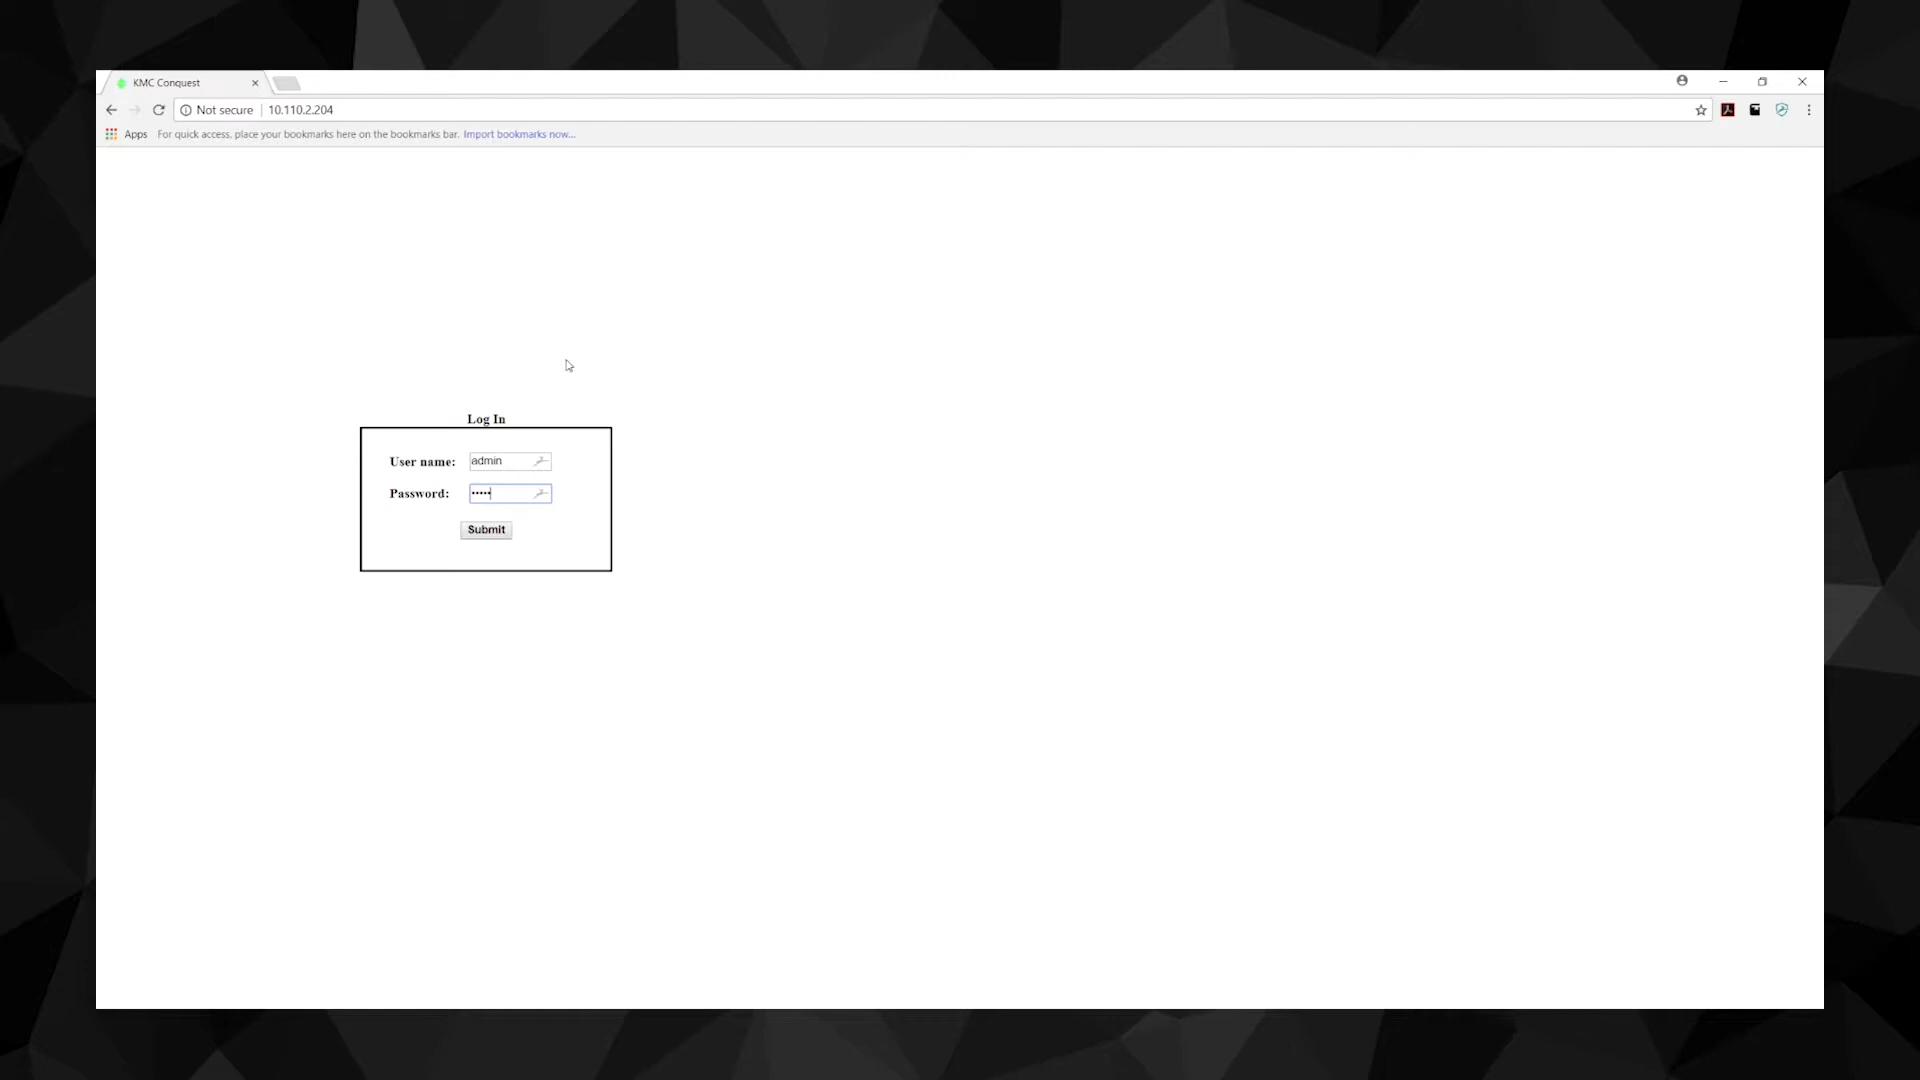 KMC Conquest
Not secure | 10.110.2.204
Apps For quick access, place your bookmarks here on the bookmarks bar. Import bookmarks now...
Log In
User name: admin
Password: •••••
Submit